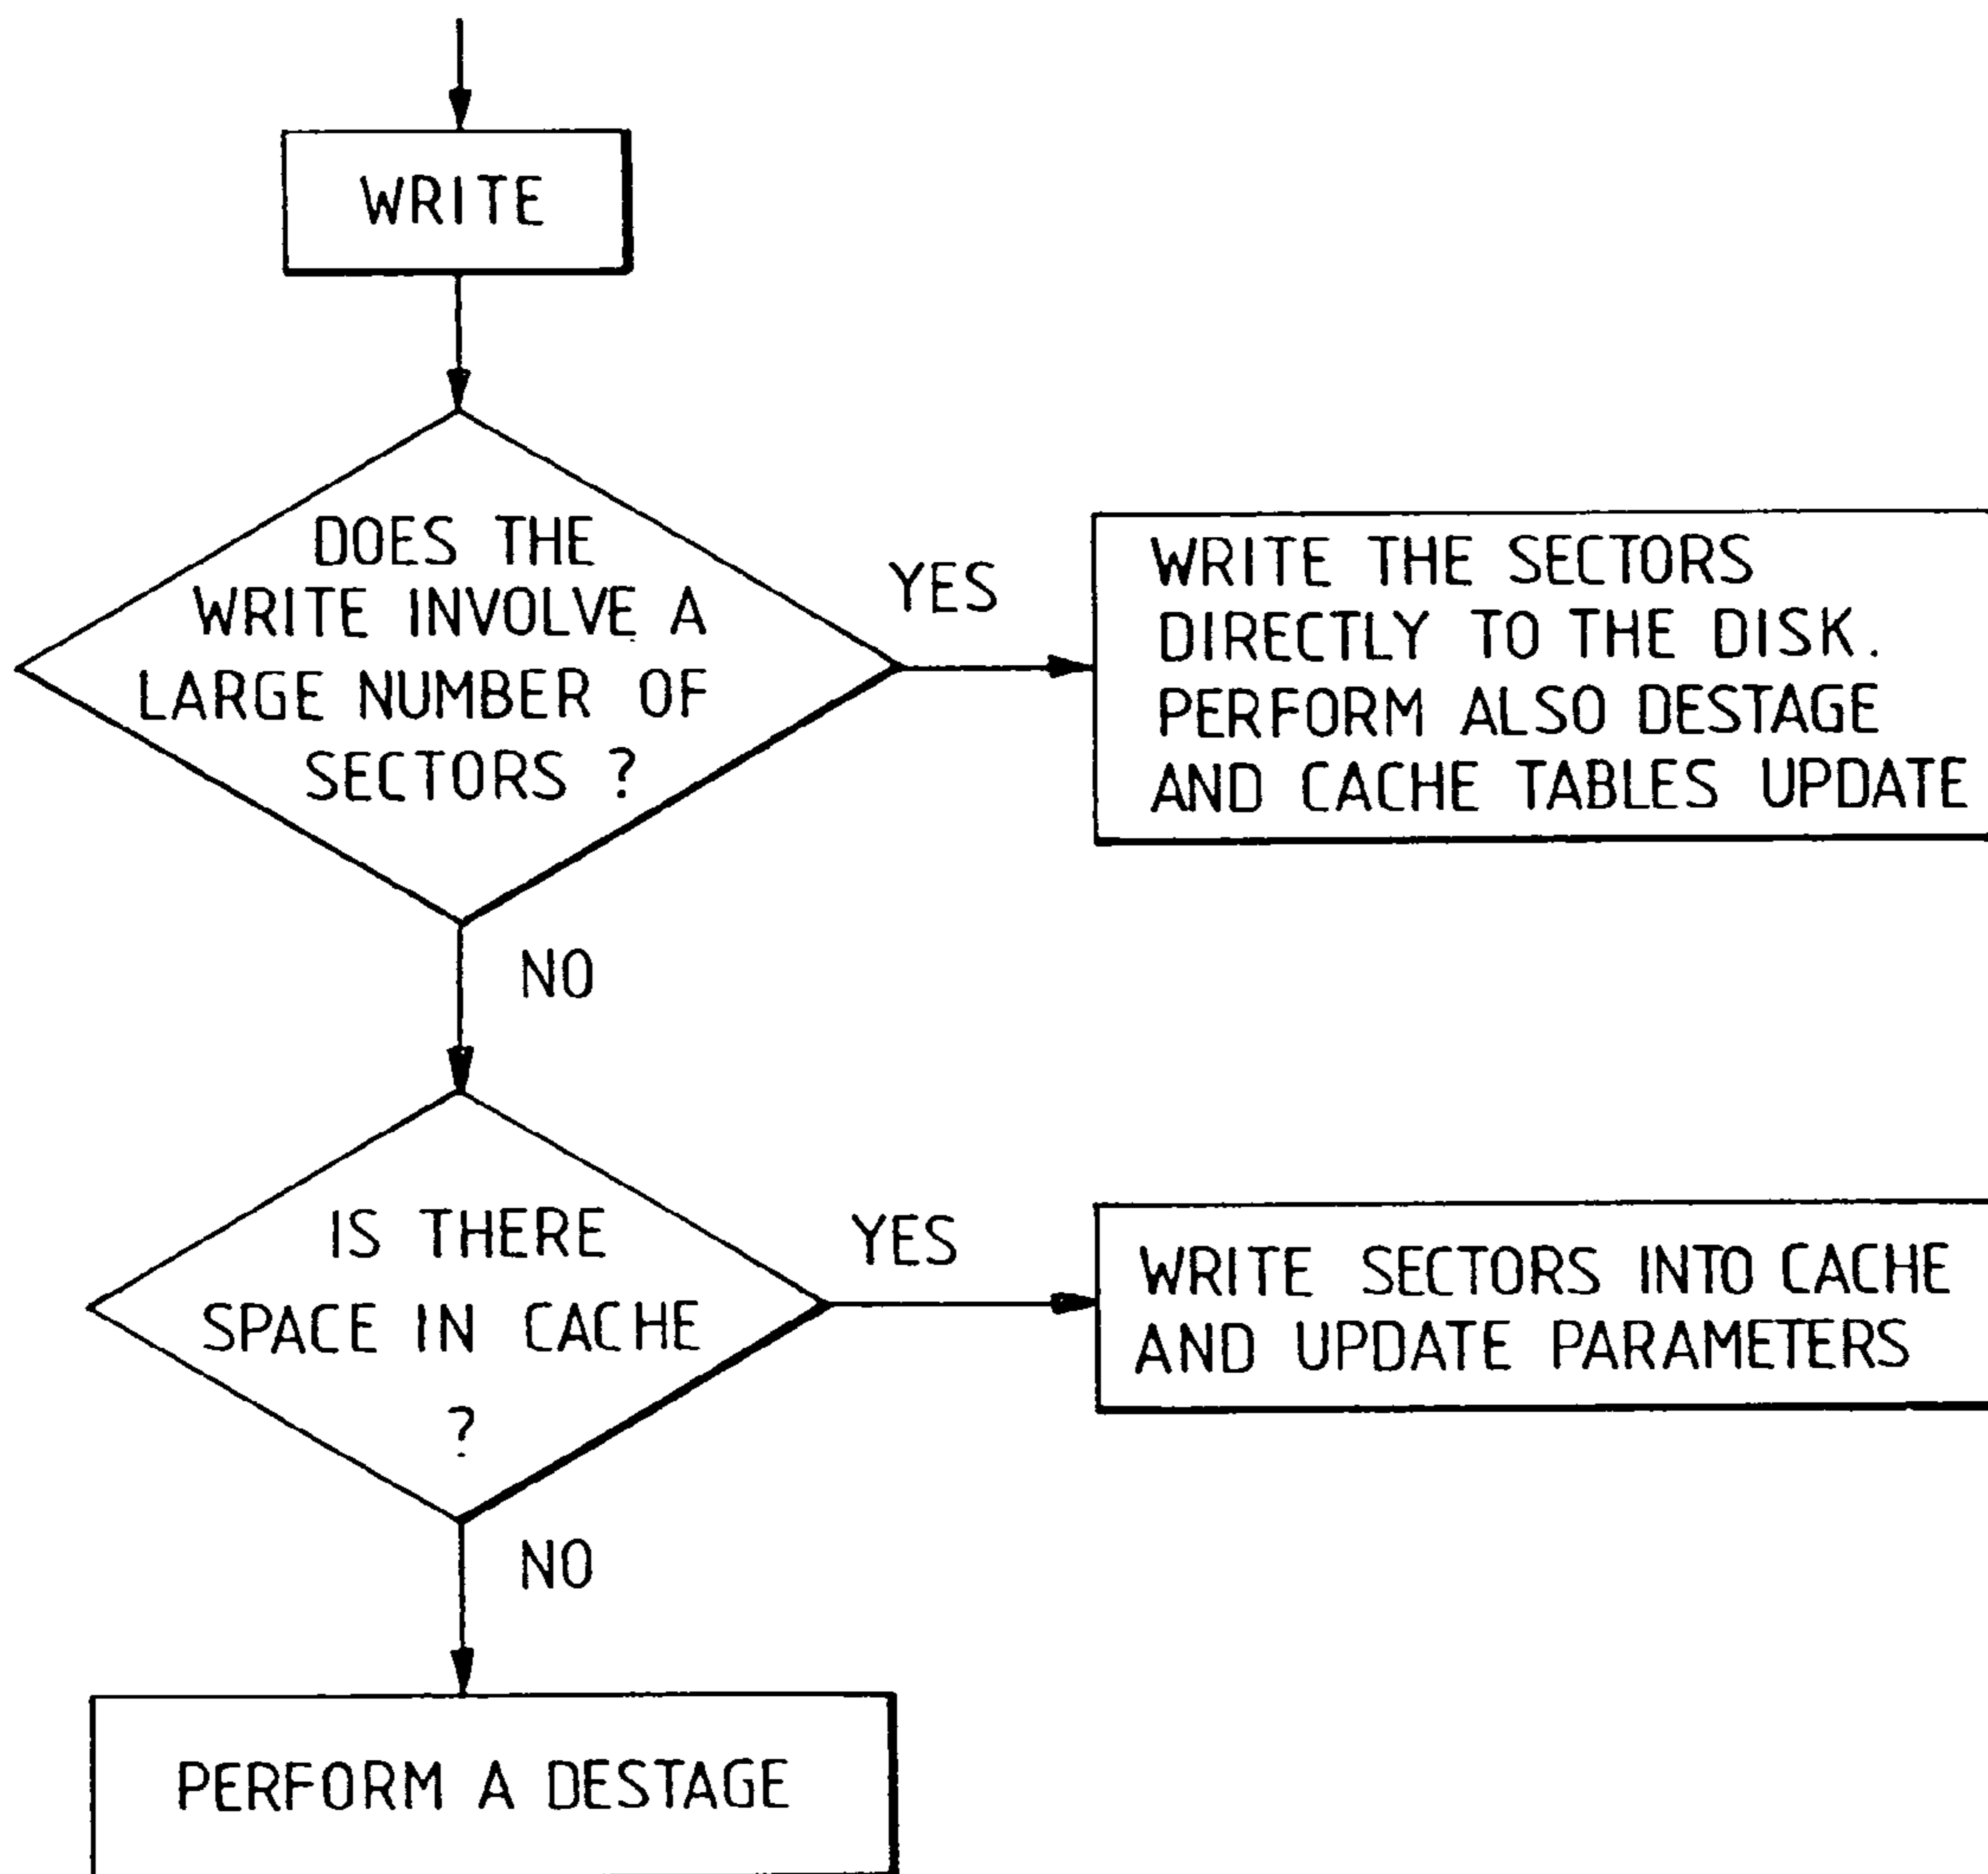 WRITE
DOES THE
WRITE INVOLVE A
LARGE NUMBER OF
SECTORS ?
YES
WRITE THE SECTORS
DIRECTLY TO THE DISK.
PERFORM ALSO DESTAGE
AND CACHE TABLES UPDATE
NO
IS THERE
SPACE IN CACHE
?
YES
WRITE SECTORS INTO CACHE
AND UPDATE PARAMETERS
NO
PERFORM A DESTAGE